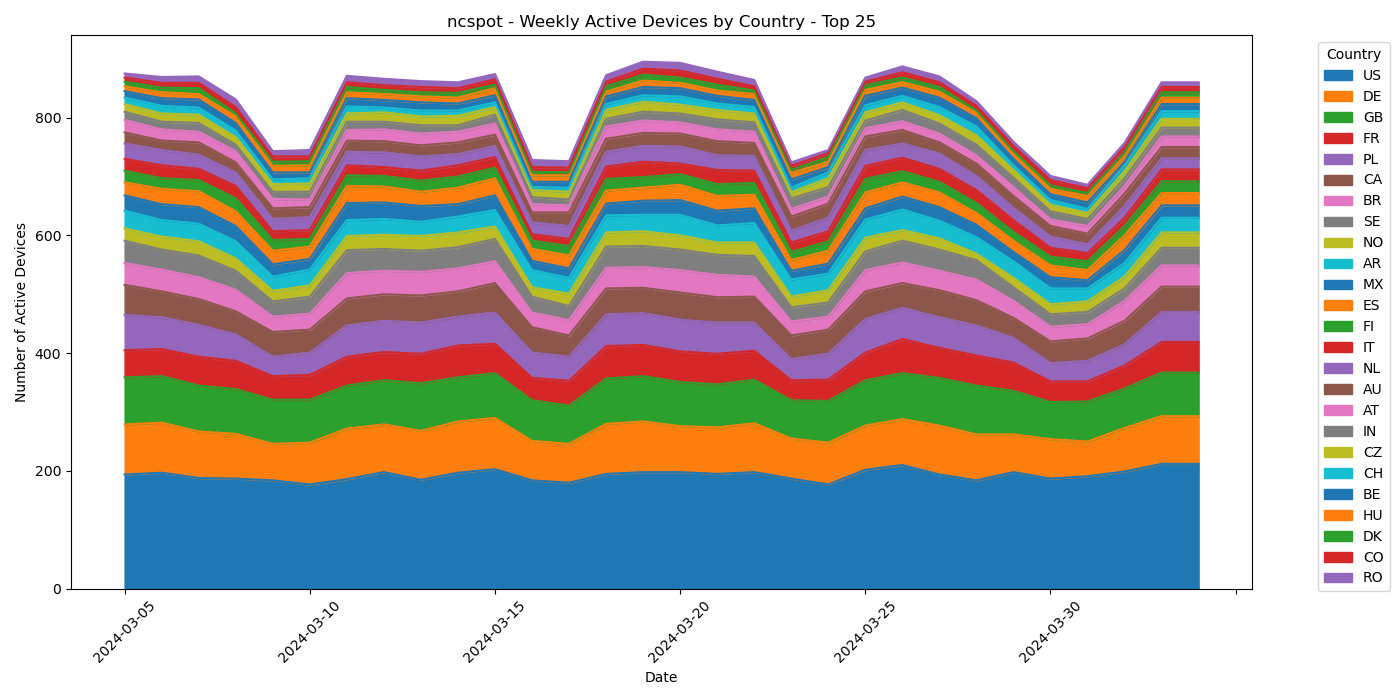 ncspot - Weekly Active Devices by Country - Top 25
Number of Active Devices
800
600
400
200
0
2024-03-05
2024-03-10
2024-03-15
2024-03-20
2024-03-25
2024-03-30
Date
Country
US
DE
GB
FR
PL
CA
BR
SE
NO
AR
MX
ES
FI
IT
NL
AU
AT
IN
CZ
CH
BE
HU
DK
CO
RO